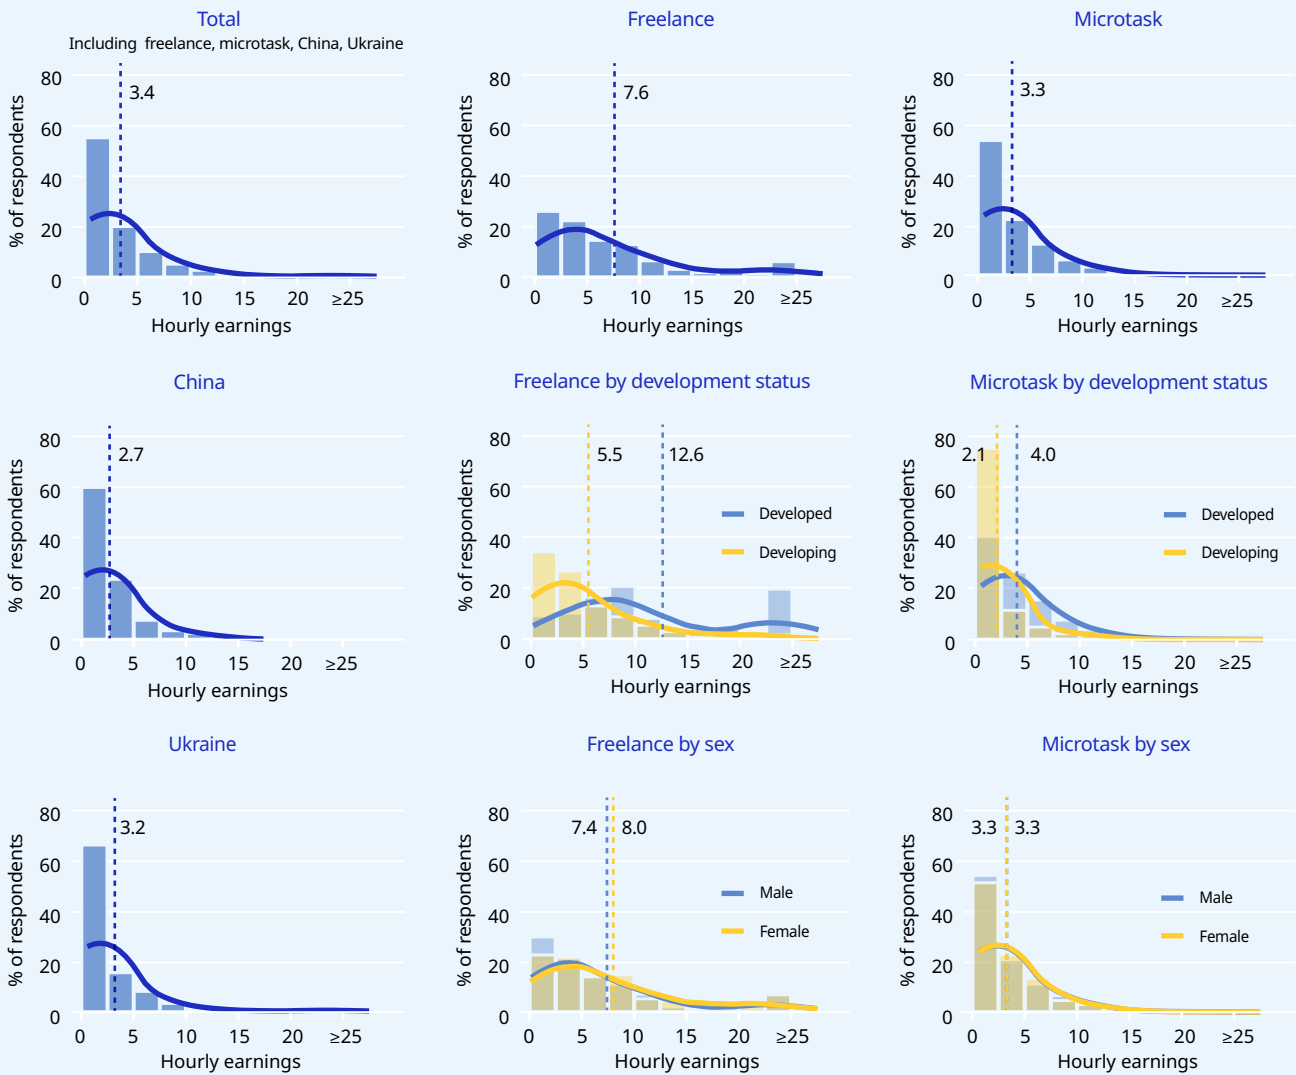 Total
Including freelance, microtask, China, Ukraine
% of respondents
80
60
40
20
0
3.4
0 5 10 15 20 ≥25
Hourly earnings
Freelance
% of respondents
80
60
40
20
0
7.6
0 5 10 15 20 ≥25
Hourly earnings
Microtask
% of respondents
80
60
40
20
0
3.3
0 5 10 15 20 ≥25
Hourly earnings
China
% of respondents
80
60
40
20
0
2.7
0 5 10 15 20 ≥25
Hourly earnings
Freelance by development status
% of respondents
80
60
40
20
0
5.5 12.6
Developed
Developing
0 5 10 15 20 ≥25
Hourly earnings
Microtask by development status
% of respondents
80
60
40
20
0
2.1 4.0
Developed
Developing
0 5 10 15 20 ≥25
Hourly earnings
Ukraine
% of respondents
80
60
40
20
0
3.2
0 5 10 15 20 ≥25
Hourly earnings
Freelance by sex
% of respondents
80
60
40
20
0
7.4 8.0
Male
Female
0 5 10 15 20 ≥25
Hourly earnings
Microtask by sex
% of respondents
80
60
40
20
0
3.3 3.3
Male
Female
0 5 10 15 20 ≥25
Hourly earnings